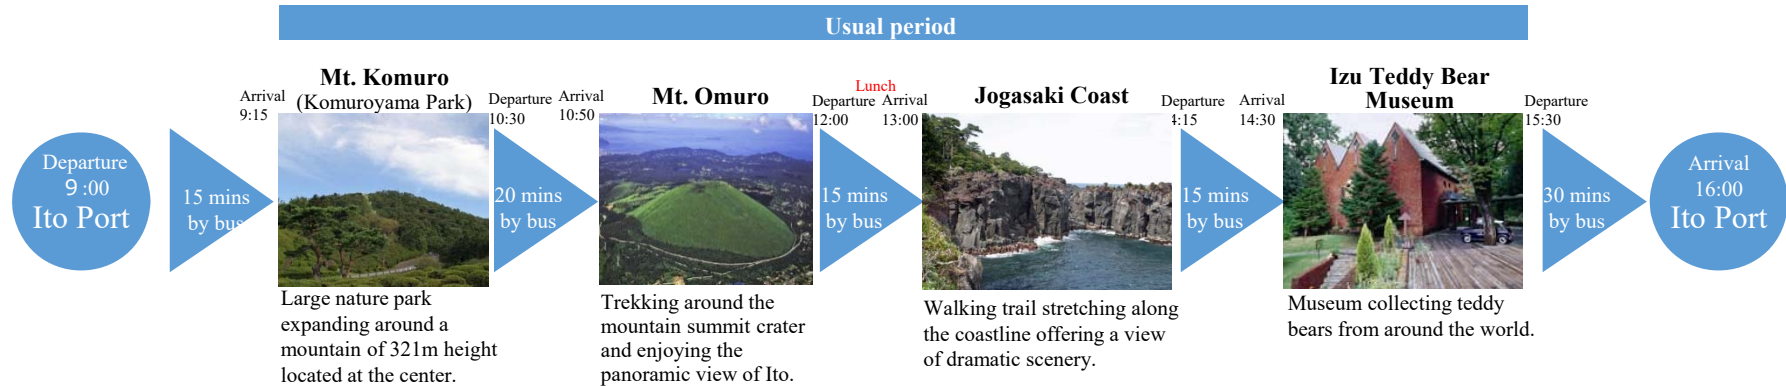 Usual period
Departure
9 :00
Ito Port
15 mins
by bus
Arrival
9:15
Mt. Komuro
(Komuroyama Park)
Large nature park
expanding around a
mountain of 321m height
located at the center.
Departure
10:30
20 mins
by bus
Arrival
10:50
Mt. Omuro
Trekking around the
mountain summit crater
and enjoying the
panoramic view of Ito.
Lunch
Departure
12:00
15 mins
by bus
Arrival
13:00
Jogasaki Coast
Walking trail stretching along
the coastline offering a view
of dramatic scenery.
Departure
4:15
15 mins
by bus
Arrival
14:30
Izu Teddy Bear
Museum
Museum collecting teddy
bears from around the world.
Departure
15:30
30 mins
by bus
Arrival
16:00
Ito Port